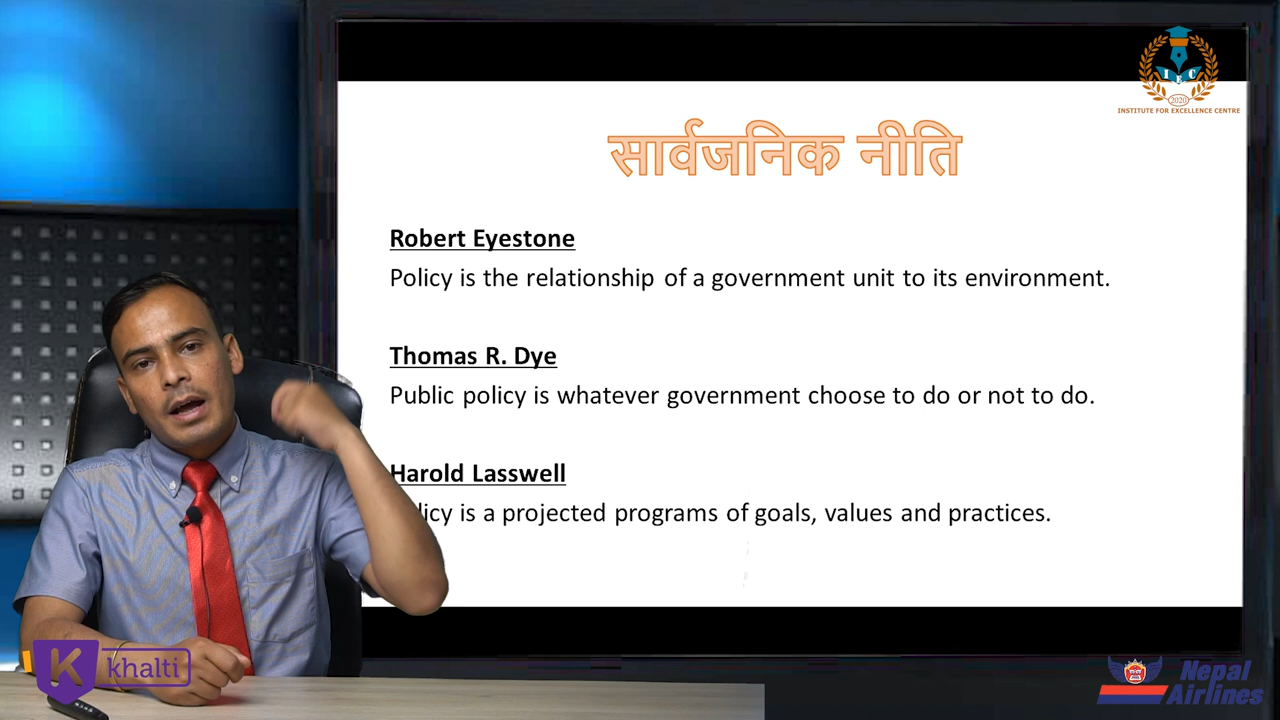 I E C
2020
INSTITUTE FOR EXCELLENCE CENTRE
सार्वजनिक नीति
Robert Eyestone
Policy is the relationship of a government unit to its environment.
Thomas R. Dye
Public policy is whatever government choose to do or not to do.
Harold Lasswell
licy is a projected programs of goals, values and practices.
K khalti
Nepal
Airlines